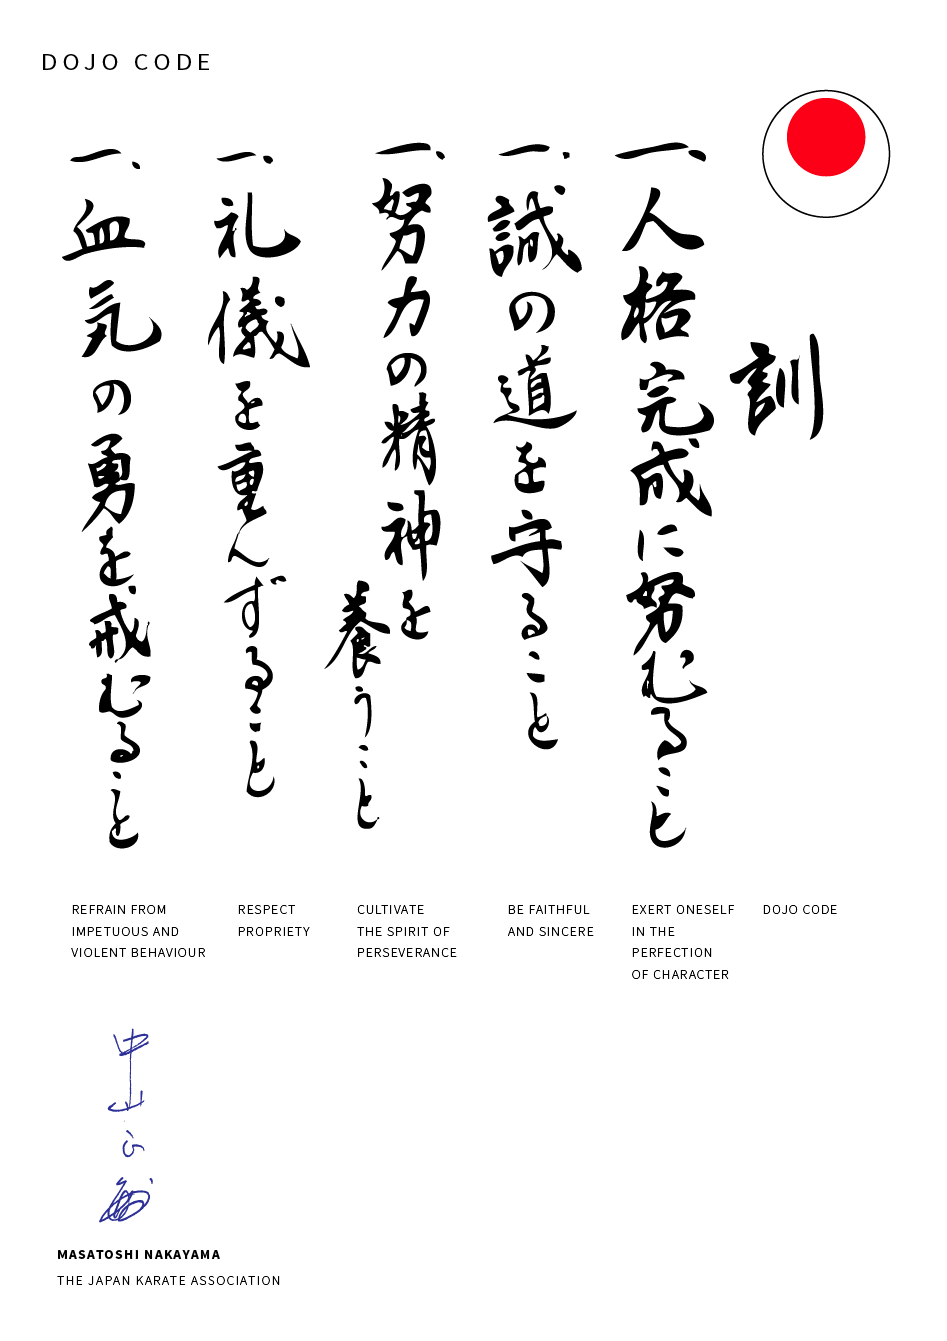 DOJO CODE
訓
一、人格完成に努むること
一、誠の道を守ること
一、努力の精神を
養うこと
一、礼儀を重んずること
一、血気の勇を戒むること
REFRAIN FROM
IMPETUOUS AND
VIOLENT BEHAVIOUR
RESPECT
PROPRIETY
CULTIVATE
THE SPIRIT OF
PERSEVERANCE
BE FAITHFUL
AND SINCERE
EXERT ONESELF
IN THE
PERFECTION
OF CHARACTER
DOJO CODE
中山正敏
MASATOSHI NAKAYAMA
THE JAPAN KARATE ASSOCIATION